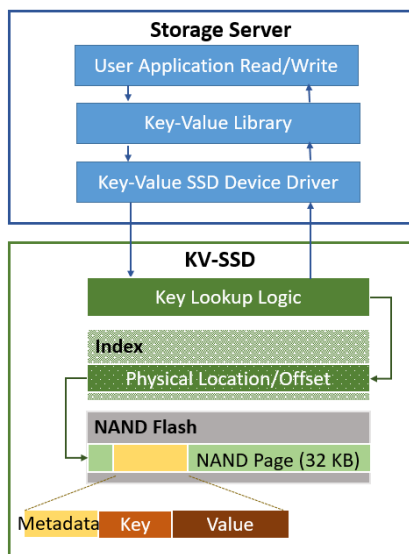 Storage Server
User Application Read/Write
Key-Value Library
Key-Value SSD Device Driver
KV-SSD
Key Lookup Logic
Index
Physical Location/Offset
NAND Flash
NAND Page (32 KB)
Metadata Key Value